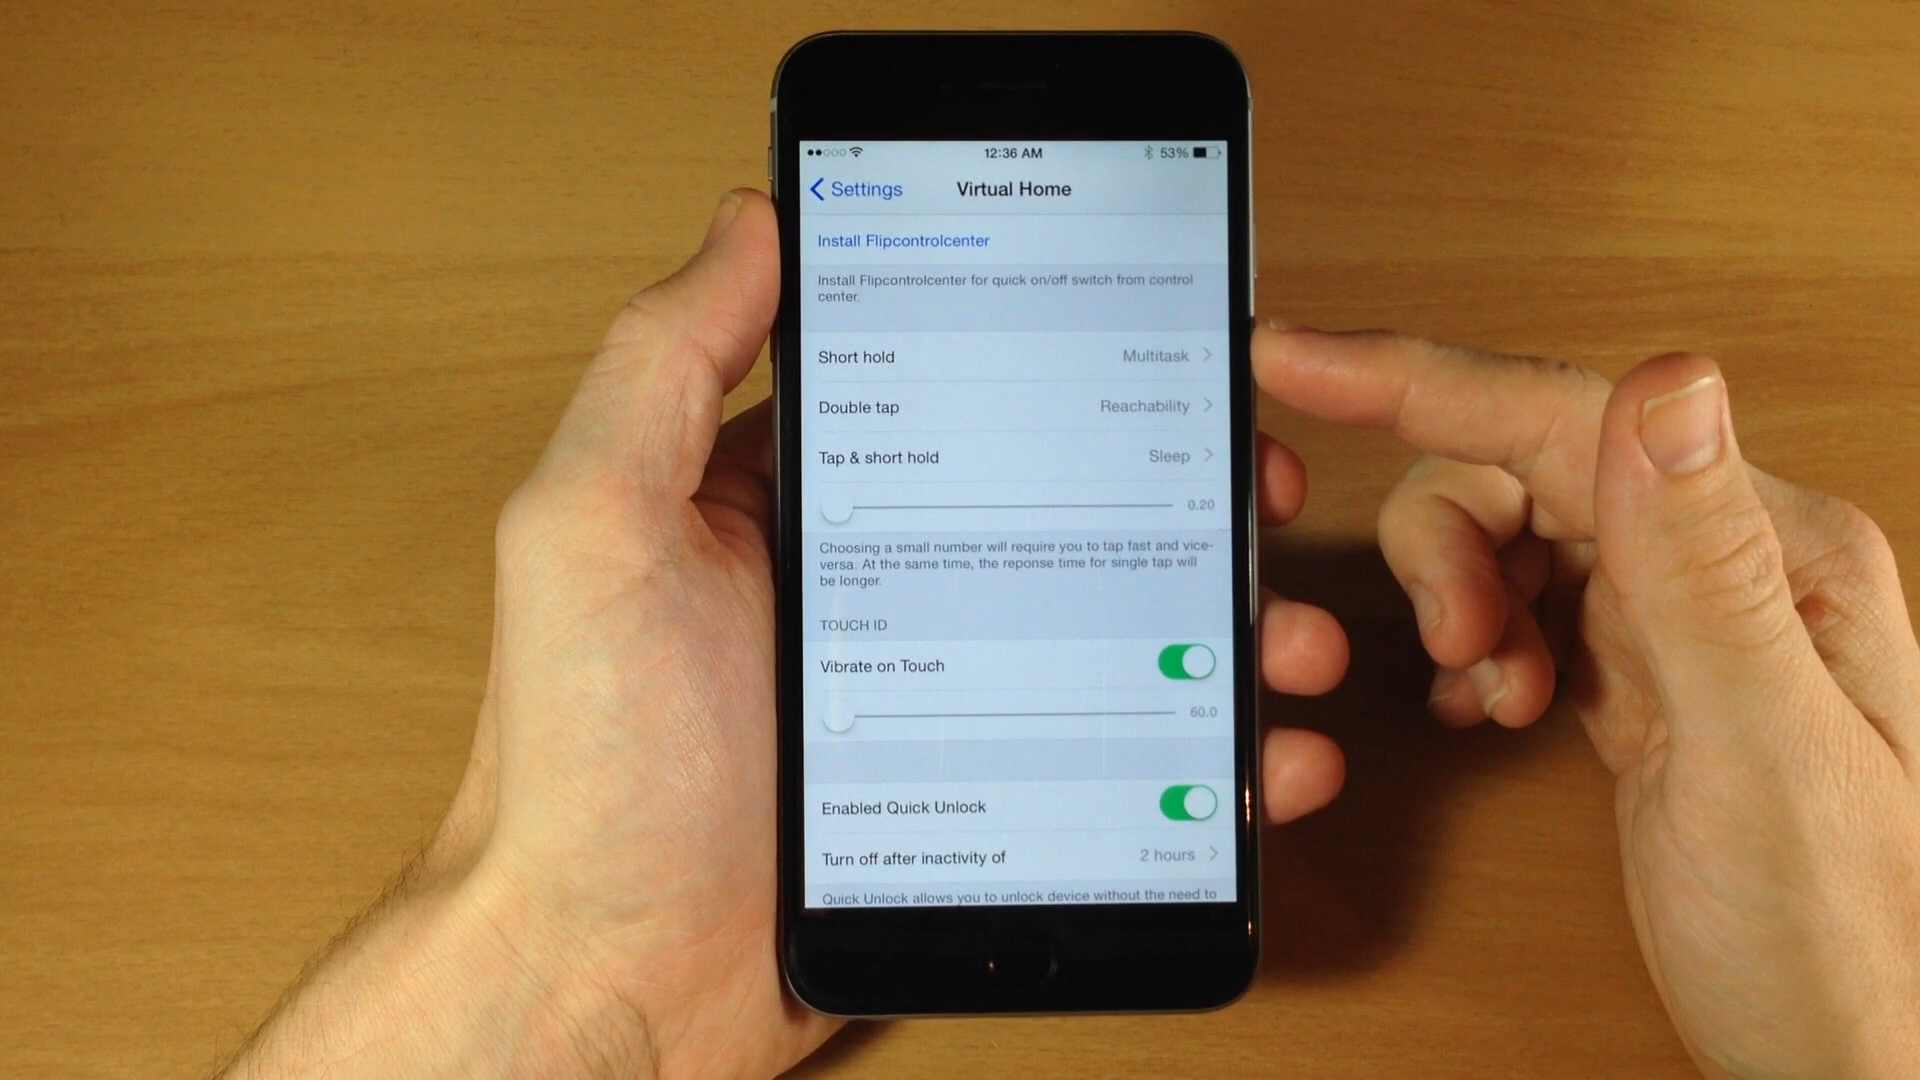 12:36 AM
53%
Settings
Virtual Home
Install Flipcontrolcenter
Install Flipcontrolcenter for quick on/off switch from control
center.
Short hold
Multitask
Double tap
Reachability
Tap & short hold
Sleep
0.20
Choosing a small number will require you to tap fast and vice-
versa. At the same time, the reponse time for single tap will
be longer.
TOUCH ID
Vibrate on Touch
60.0
Enabled Quick Unlock
Turn off after inactivity of
2 hours
Quick Unlock allows you to unlock device without the need to